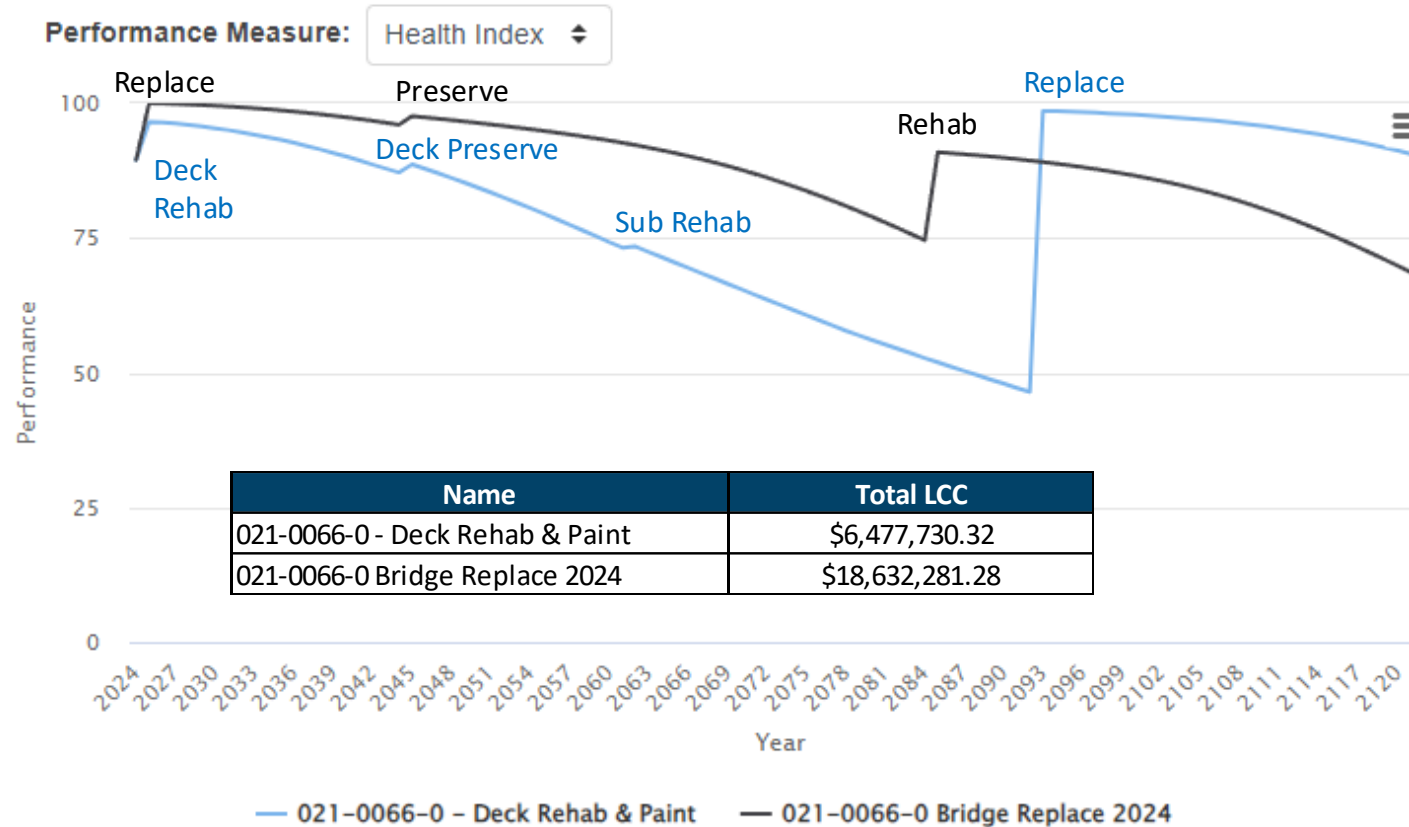 Performance Measure: Health Index
Replace
Preserve
Replace
100
Rehab
Deck Preserve
Deck
Rehab
Sub Rehab
75
Performance
50
Name Total LCC
25
021-0066-0 - Deck Rehab & Paint $6,477,730.32
021-0066-0 Bridge Replace 2024 $18,632,281.28
0
2024 2027 2030 2033 2036 2039 2042 2045 2048 2051 2054 2057 2060 2063 2066 2069 2072 2075 2078 2081 2084 2087 2090 2093 2096 2099 2102 2105 2108 2111 2114 2117 2120
Year
021-0066-0 - Deck Rehab & Paint 021-0066-0 Bridge Replace 2024